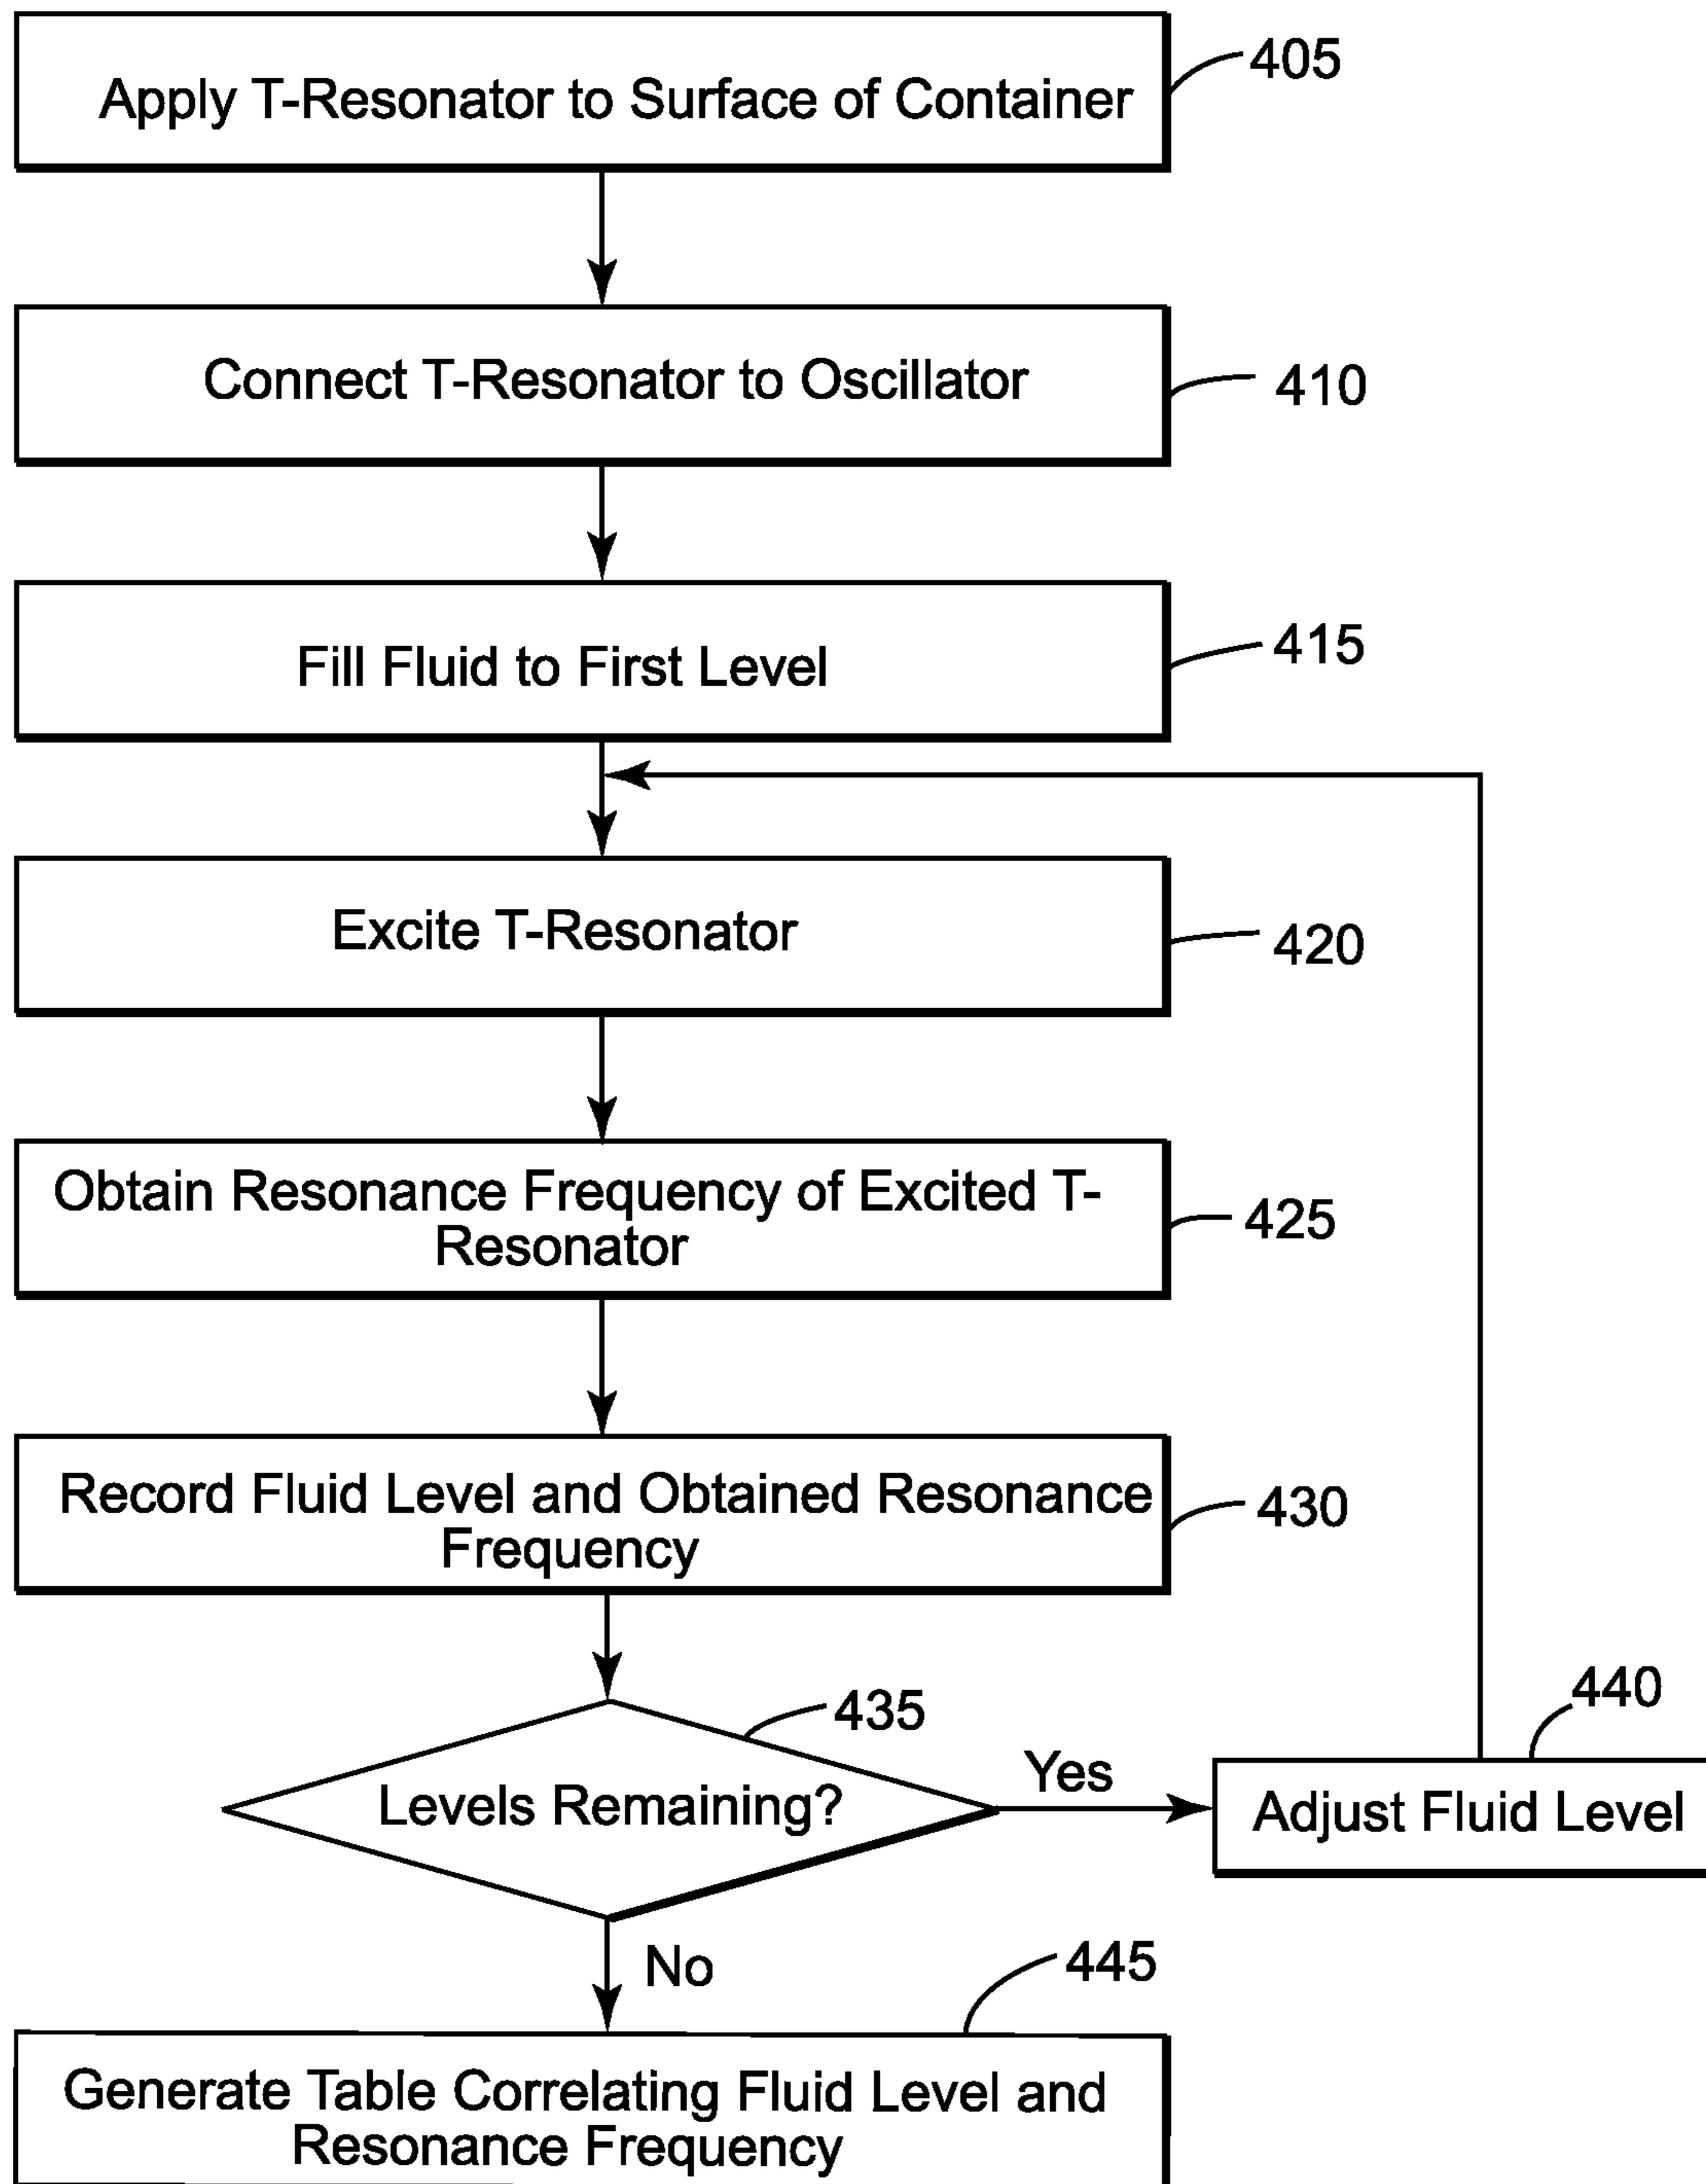 Apply T-Resonator to Surface of Container
405
Connect T-Resonator to Oscillator
410
Fill Fluid to First Level
415
Excite T-Resonator
420
Obtain Resonance Frequency of Excited T-
Resonator
425
Record Fluid Level and Obtained Resonance
Frequency
430
Levels Remaining?
435
Yes
Adjust Fluid Level
440
No
445
Generate Table Correlating Fluid Level and
Resonance Frequency